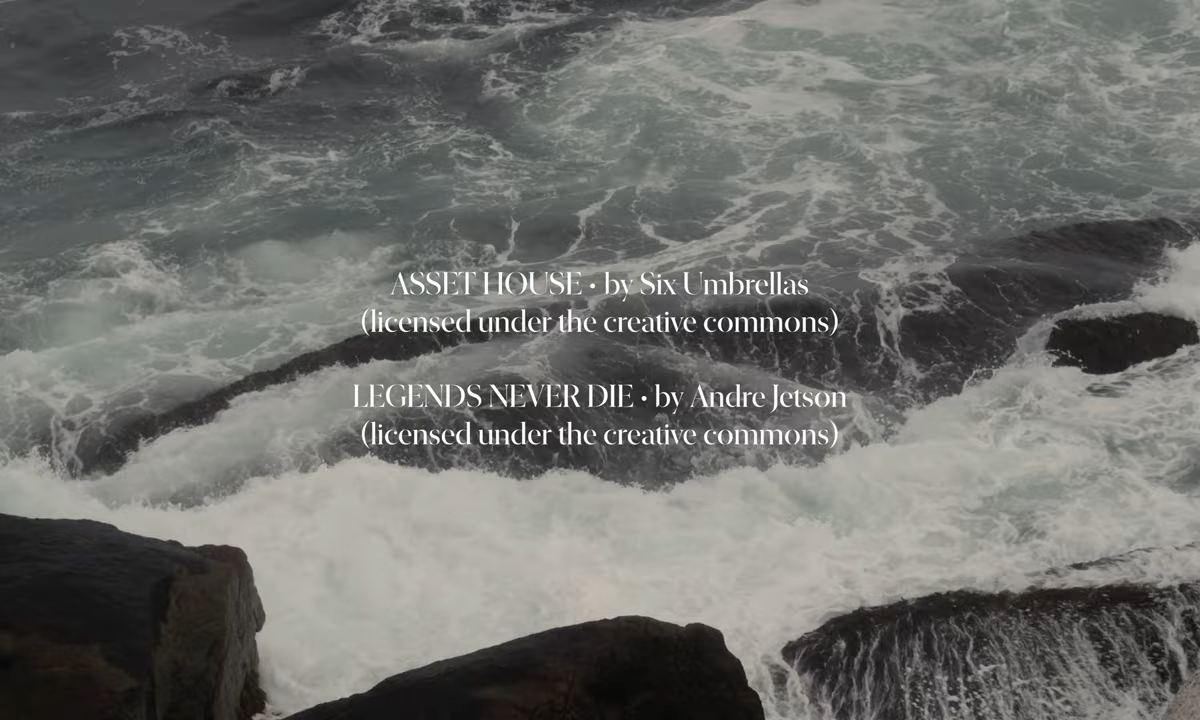 ASSET HOUSE • by Six Umbrellas
(licensed under the creative commons)
LEGENDS NEVER DIE • by Andre Jetson
(licensed under the creative commons)